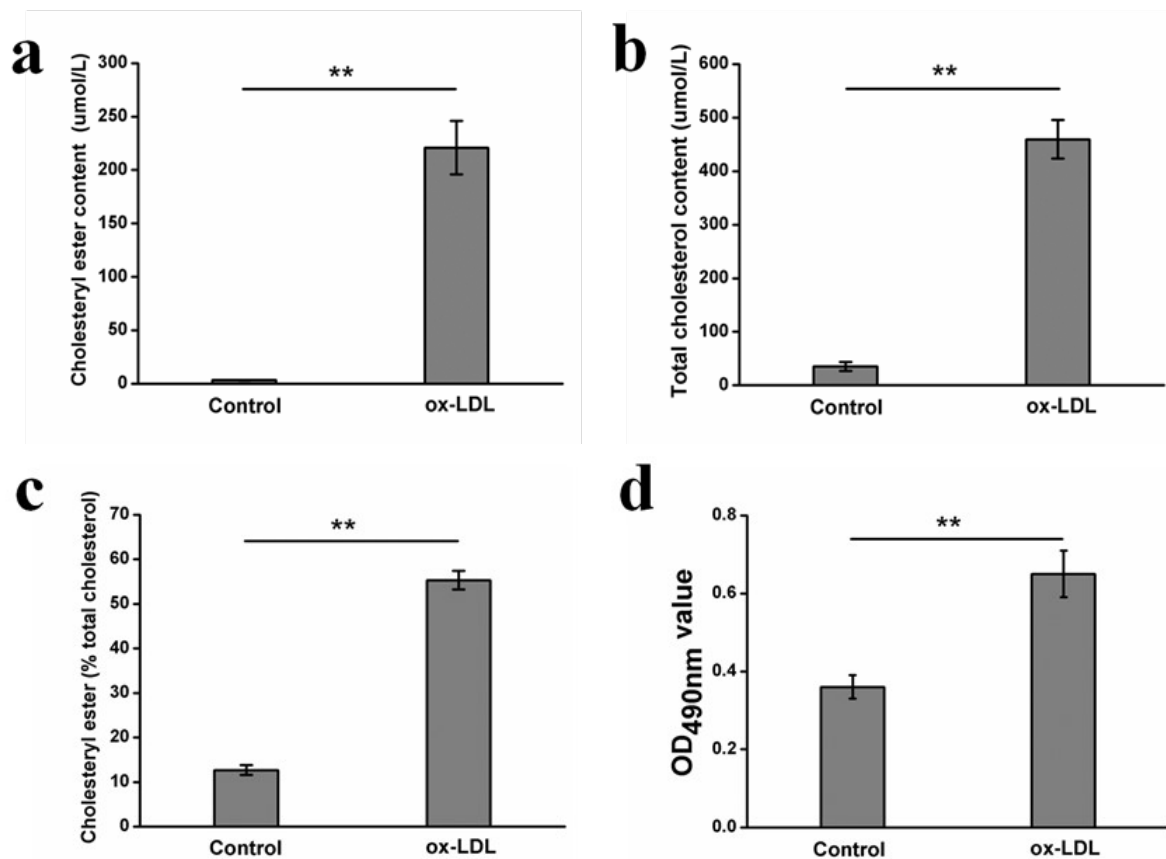 a
Cholesteryl ester content (umol/L)
300
250
200
150
100
50
0
**
Control
ox-LDL
b
Total cholesterol content (umol/L)
600
500
400
300
200
100
0
**
Control
ox-LDL
c
Cholesteryl ester (% total cholesterol)
70
60
50
40
30
20
10
0
**
Control
ox-LDL
d
OD490nm value
0.8
0.6
0.4
0.2
0.0
**
Control
ox-LDL